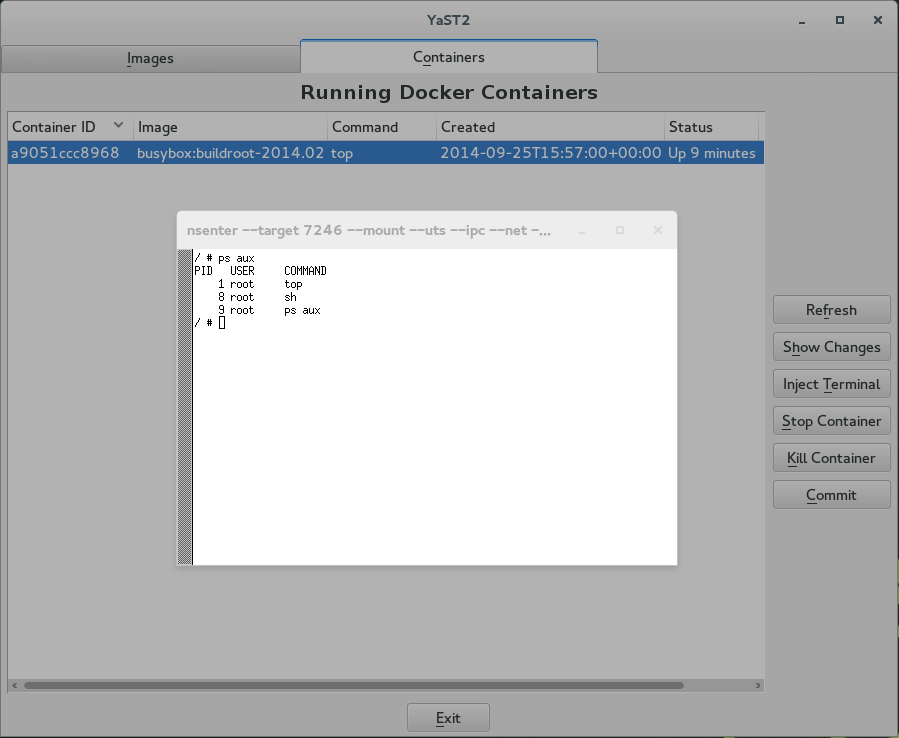 YaST2
Images
Containers
Running Docker Containers
Container ID Image Command Created Status
a9051ccc8968 busybox:buildroot-2014.02 top 2014-09-25T15:57:00+00:00 Up 9 minutes
nsenter --target 7246 --mount --uts --ipc --net -...
/ # ps aux
PID USER COMMAND
1 root top
8 root sh
9 root ps aux
/ #
Refresh
Show Changes
Inject Terminal
Stop Container
Kill Container
Commit
Exit